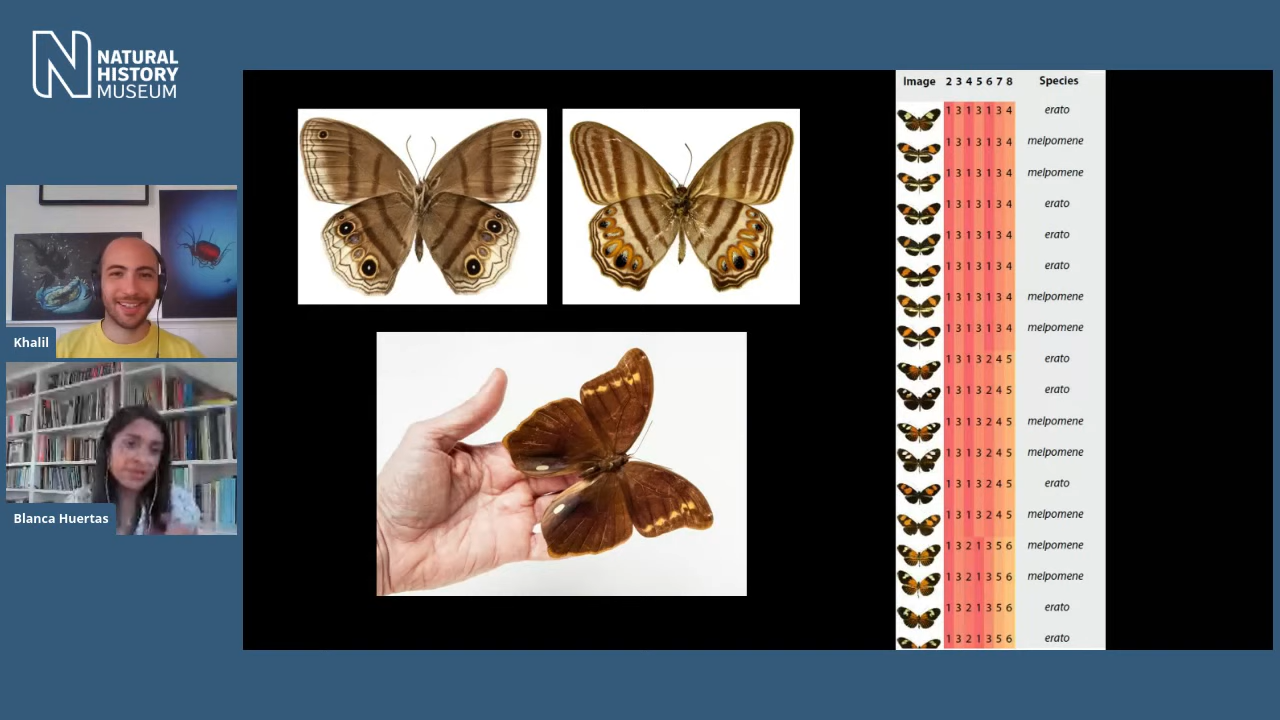 NATURAL
HISTORY
MUSEUM
Khalil
Blanca Huertas
Image 2 3 4 5 6 7 8 Species
1 3 1 3 1 3 4 erato
1 3 1 3 1 3 4 melpomene
1 3 1 3 1 3 4 melpomene
1 3 1 3 1 3 4 erato
1 3 1 3 1 3 4 erato
1 3 1 3 1 3 4 erato
1 3 1 3 1 3 4 melpomene
1 3 1 3 1 3 4 melpomene
1 3 1 3 2 4 5 erato
1 3 1 3 2 4 5 erato
1 3 1 3 2 4 5 melpomene
1 3 1 3 2 4 5 melpomene
1 3 1 3 2 4 5 erato
1 3 1 3 2 4 5 melpomene
1 3 2 1 3 5 6 melpomene
1 3 2 1 3 5 6 melpomene
1 3 2 1 3 5 6 erato
1 3 2 1 3 5 6 erato